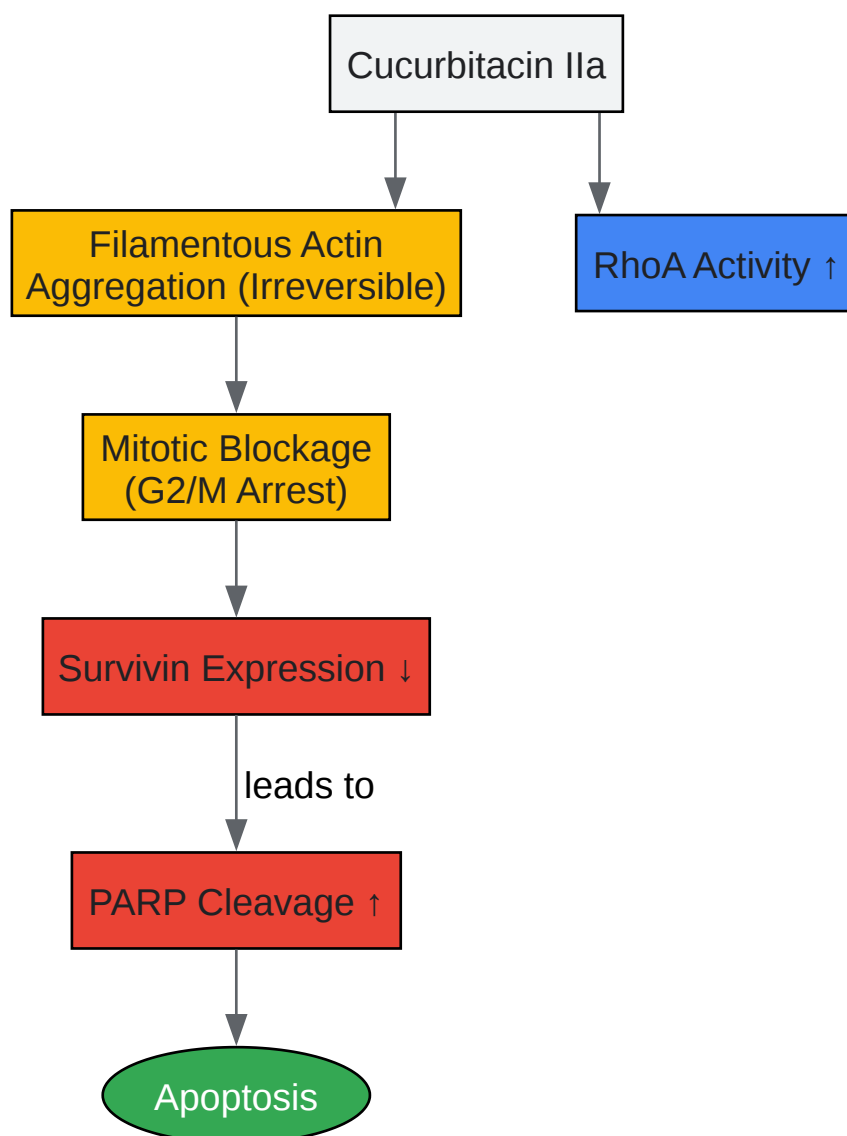 Cucurbitacin IIa
Filamentous Actin
Aggregation (Irreversible)
RhoA Activity ↑
Mitotic Blockage
(G2/M Arrest)
Survivin Expression ↓
leads to
PARP Cleavage ↑
Apoptosis